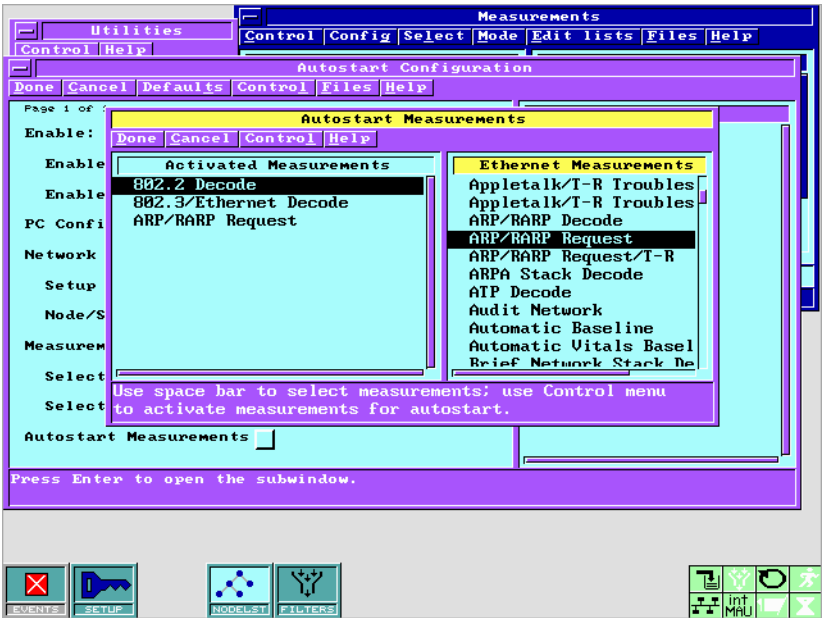 Measurements
Utilities
Control Config Select Mode Edit lists Files Help
Control Help
Autostart Configuration
Done Cancel Defaults Control Files Help
Page 1 of
Autostart Measurements
Enable:
Done Cancel Control Help
Enable
Activated Measurements
Ethernet Measurements
802.2 Decode
802.3/Ethernet Decode
ARP/RARP Request
Appletalk/T-R Troubles
Appletalk/T-R Troubles
ARP/RARP Decode
ARP/RARP Request
ARP/RARP Request/T-R
ARPA Stack Decode
ATP Decode
Audit Network
Automatic Baseline
Automatic Vitals Basel
Brief Network Stack De
Enable
PC Confi
Network
Setup
Node/S
Measurem
Select
Select
Use space bar to select measurements; use Control menu
to activate measurements for autostart.
Autostart Measurements
Press Enter to open the subwindow.
EVENTS
SETUP
NODELST
FILTERS
int
MAU